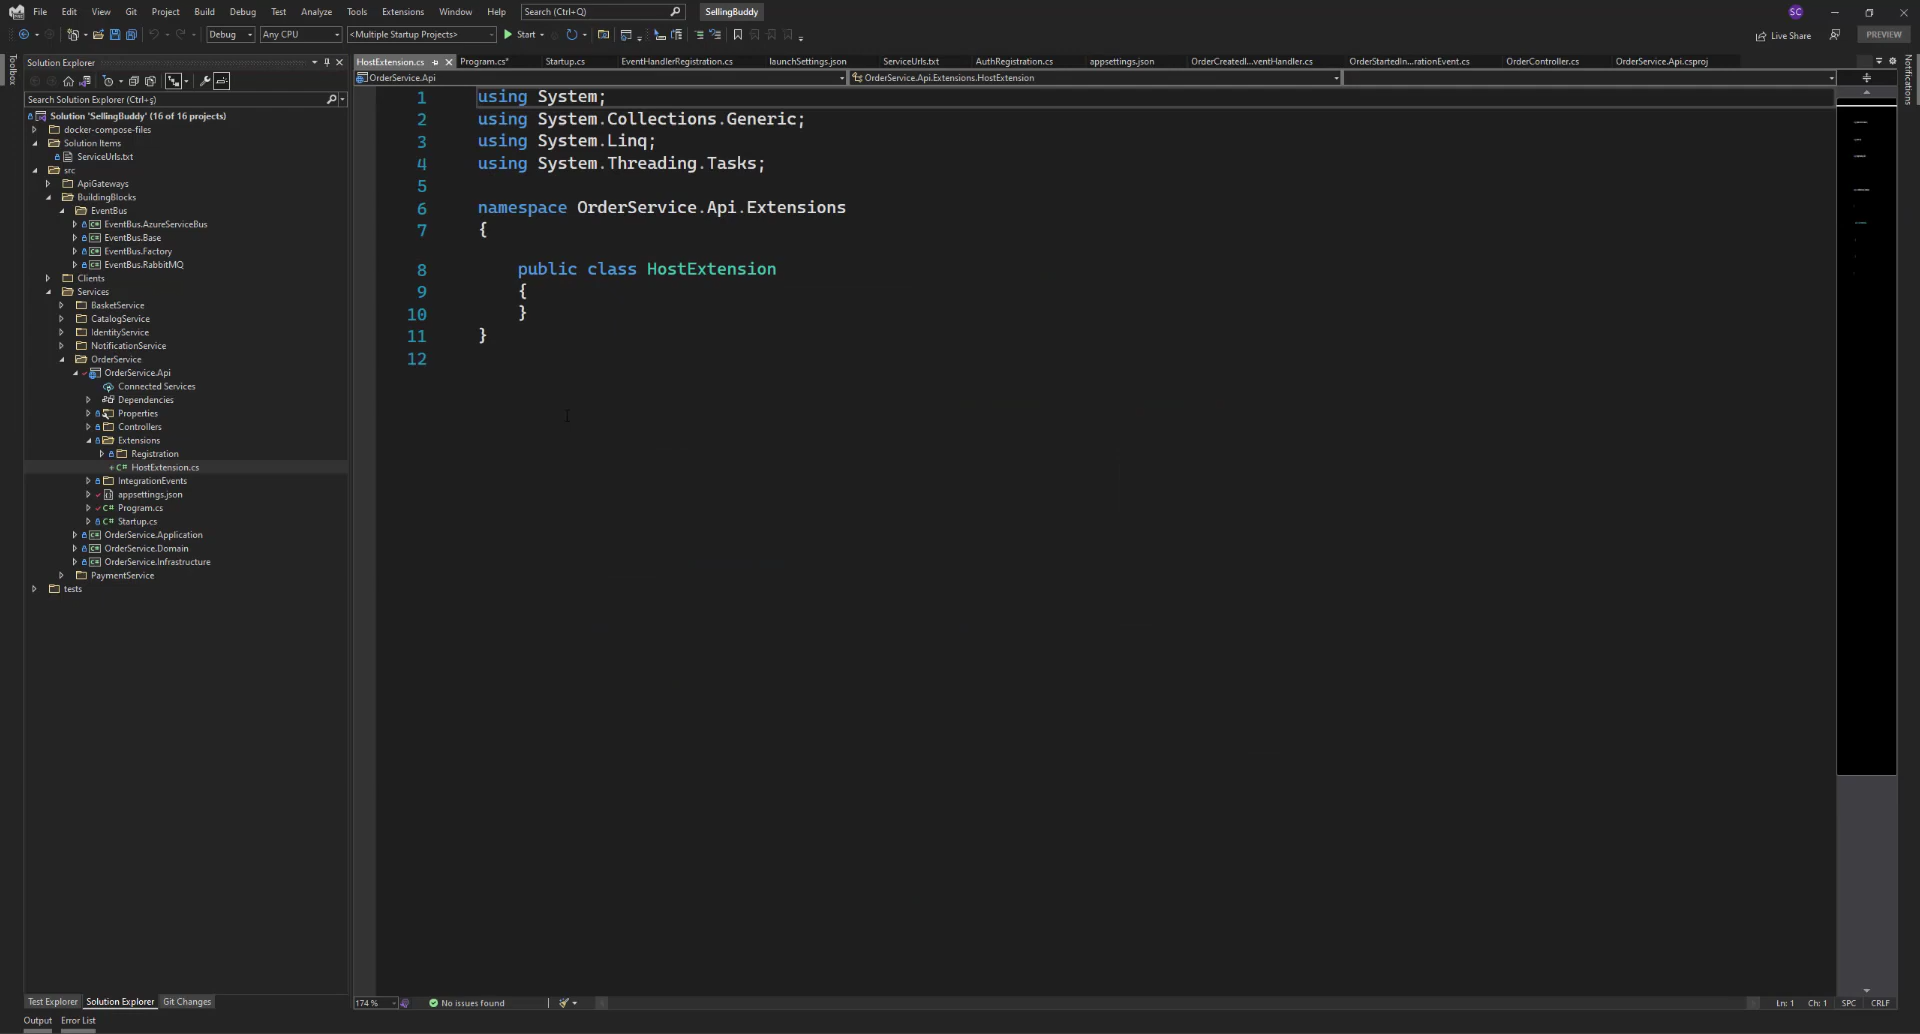 File Edit View Git Project Build Debug Test Analyze Tools Extensions Window Help Search (Ctrl+Q) SellingBuddy SC
Debug Any CPU <Multiple Startup Projects> Start Live Share PREVIEW
Toolbox
Solution Explorer
Search Solution Explorer (Ctrl+ş)
Solution 'SellingBuddy' (16 of 16 projects)
docker-compose-files
Solution Items
ServiceUrls.txt
src
ApiGateways
BuildingBlocks
EventBus
EventBus.AzureServiceBus
EventBus.Base
EventBus.Factory
EventBus.RabbitMQ
Clients
Services
BasketService
CatalogService
IdentityService
NotificationService
OrderService
OrderService.Api
Connected Services
Dependencies
Properties
Controllers
Extensions
Registration
HostExtension.cs
IntegrationEvents
appsettings.json
Program.cs
Startup.cs
OrderService.Application
OrderService.Domain
OrderService.Infrastructure
PaymentService
tests
Test Explorer Solution Explorer Git Changes
HostExtension.cs Program.cs* Startup.cs EventHandlerRegistration.cs launchSettings.json ServiceUrls.txt AuthRegistration.cs appsettings.json OrderCreatedI...ventHandler.cs OrderStartedIn...rationEvent.cs OrderController.cs OrderService.Api.csproj
OrderService.Api OrderService.Api.Extensions.HostExtension
1 using System;
2 using System.Collections.Generic;
3 using System.Linq;
4 using System.Threading.Tasks;
5
6 namespace OrderService.Api.Extensions
7 {
8 public class HostExtension
9 {
10 }
11 }
12
174 % No issues found Ln: 1 Ch: 1 SPC CRLF
Notifications
Output Error List